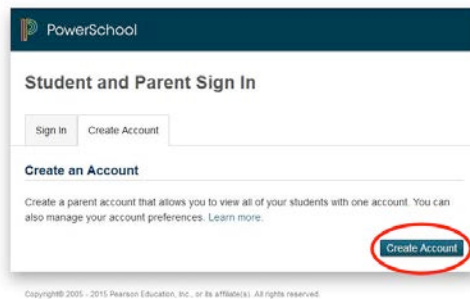 PowerSchool
Student and Parent Sign In
Sign In
Create Account
Create an Account
Create a parent account that allows you to view all of your students with one account. You can
also manage your account preferences. Learn more.
Create Account
Copyright© 2005 - 2015 Pearson Education, Inc., or its affiliate(s). All rights reserved.